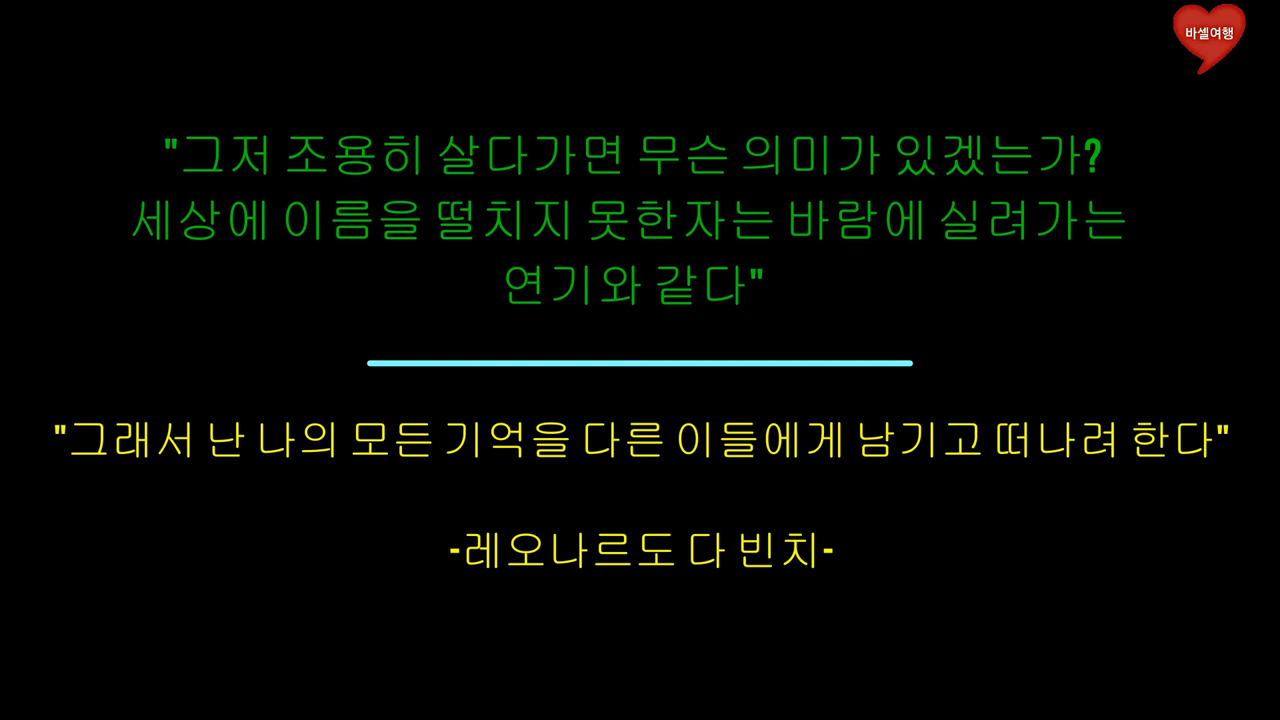 바셀여행
"그저 조용히 살다가면 무슨 의미가 있겠는가?
세상에 이름을 떨치지 못한자는 바람에 실려가는
연기와 같다"
"그래서 난 나의 모든 기억을 다른 이들에게 남기고 떠나려 한다"
-레오나르도 다 빈치-